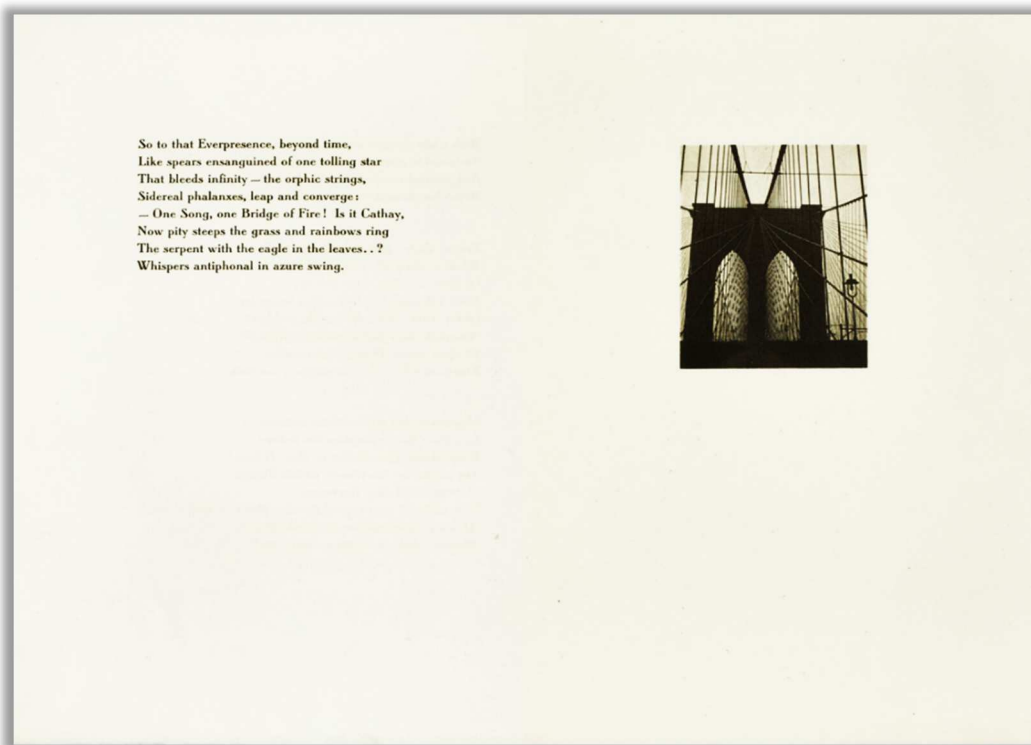 So to that Everpresence, beyond time,
Like spears ensanguined of one tolling star
That bleeds infinity — the orphic strings,
Sidereal phalanxes, leap and converge:
— One Song, one Bridge of Fire! Is it Cathay,
Now pity steeps the grass and rainbows ring
The serpent with the eagle in the leaves. . ?
Whispers antiphonal in azure swing.